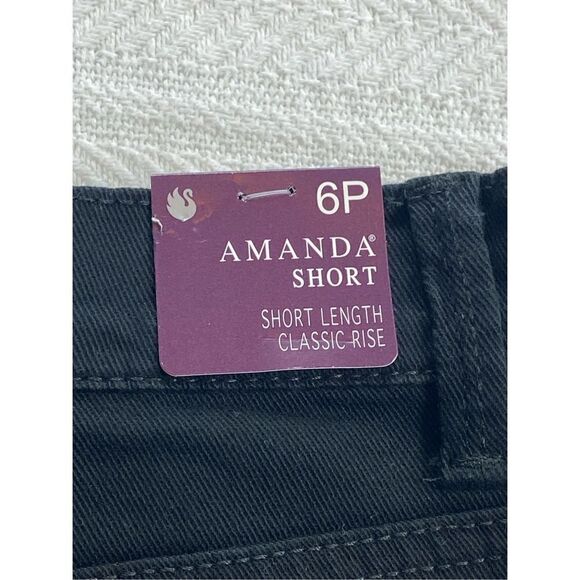 6P
AMANDA®
SHORT
SHORT LENGTH
CLASSIC RISE